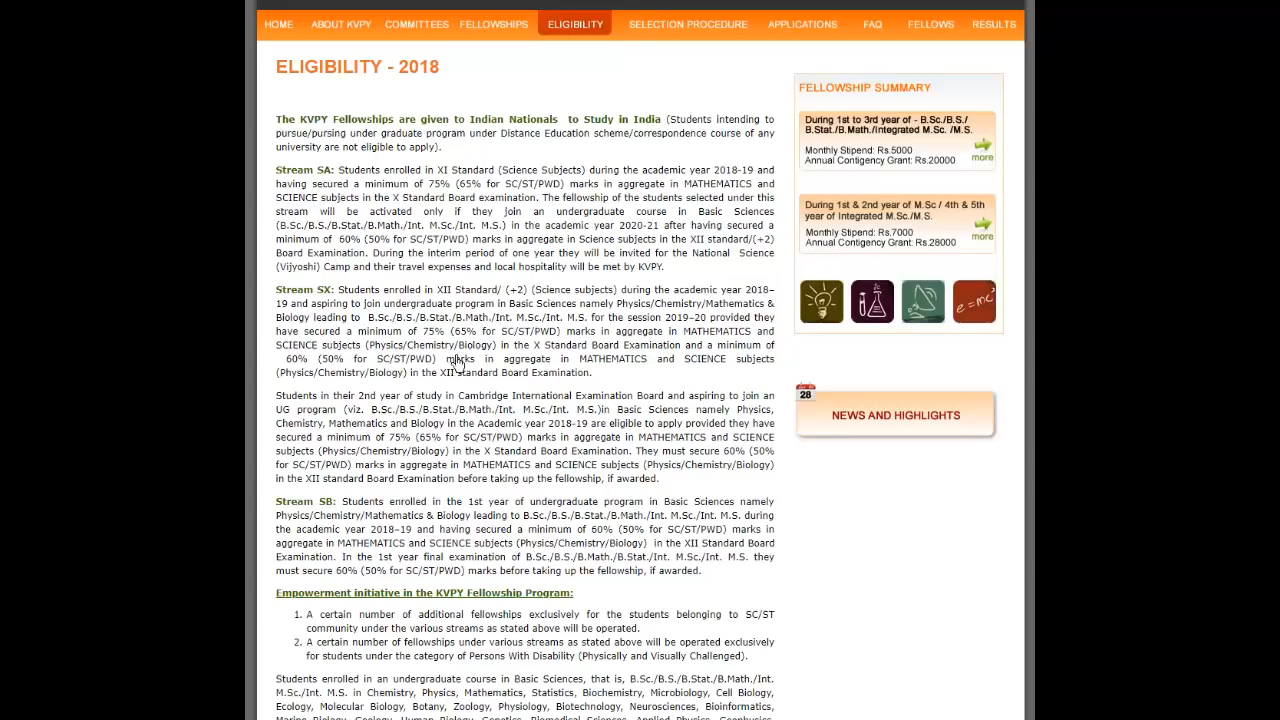 HOME ABOUT KVPY COMMITTEES FELLOWSHIPS ELIGIBILITY SELECTION PROCEDURE APPLICATIONS FAQ FELLOWS RESULTS
ELIGIBILITY - 2018
The KVPY Fellowships are given to Indian Nationals to Study in India (Students intending to
pursue/pursing under graduate program under Distance Education scheme/correspondence course of any
university are not eligible to apply).
Stream SA: Students enrolled in XI Standard (Science Subjects) during the academic year 2018-19 and
having secured a minimum of 75% (65% for SC/ST/PWD) marks in aggregate in MATHEMATICS and
SCIENCE subjects in the X Standard Board examination. The fellowship of the students selected under this
stream will be activated only if they join an undergraduate course in Basic Sciences
(B.Sc./B.S./B.Stat./B.Math./Int. M.Sc./Int. M.S.) in the academic year 2020-21 after having secured a
minimum of 60% (50% for SC/ST/PWD) marks in aggregate in Science subjects in the XII standard/(+2)
Board Examination. During the interim period of one year they will be invited for the National Science
(Vijyoshi) Camp and their travel expenses and local hospitality will be met by KVPY.
Stream SX: Students enrolled in XII Standard/ (+2) (Science subjects) during the academic year 2018–
19 and aspiring to join undergraduate program in Basic Sciences namely Physics/Chemistry/Mathematics &
Biology leading to B.Sc./B.S./B.Stat./B.Math./Int. M.Sc./Int. M.S. for the session 2019–20 provided they
have secured a minimum of 75% (65% for SC/ST/PWD) marks in aggregate in MATHEMATICS and
SCIENCE subjects (Physics/Chemistry/Biology) in the X Standard Board Examination and a minimum of
60% (50% for SC/ST/PWD) marks in aggregate in MATHEMATICS and SCIENCE subjects
(Physics/Chemistry/Biology) in the XII Standard Board Examination.
Students in their 2nd year of study in Cambridge International Examination Board and aspiring to join an
UG program (viz. B.Sc./B.S./B.Stat./B.Math./Int. M.Sc./Int. M.S.)in Basic Sciences namely Physics,
Chemistry, Mathematics and Biology in the Academic year 2018-19 are eligible to apply provided they have
secured a minimum of 75% (65% for SC/ST/PWD) marks in aggregate in MATHEMATICS and SCIENCE
subjects (Physics/Chemistry/Biology) in the X Standard Board Examination. They must secure 60% (50%
for SC/ST/PWD) marks in aggregate in MATHEMATICS and SCIENCE subjects (Physics/Chemistry/Biology)
in the XII standard Board Examination before taking up the fellowship, if awarded.
Stream SB: Students enrolled in the 1st year of undergraduate program in Basic Sciences namely
Physics/Chemistry/Mathematics & Biology leading to B.Sc./B.S./B.Stat./B.Math./Int. M.Sc./Int. M.S. during
the academic year 2018–19 and having secured a minimum of 60% (50% for SC/ST/PWD) marks in
aggregate in MATHEMATICS and SCIENCE subjects (Physics/Chemistry/Biology) in the XII Standard Board
Examination. In the 1st year final examination of B.Sc./B.S./B.Math./B.Stat./Int. M.Sc./Int. M.S. they
must secure 60% (50% for SC/ST/PWD) marks before taking up the fellowship, if awarded.
Empowerment initiative in the KVPY Fellowship Program:
1. A certain number of additional fellowships exclusively for the students belonging to SC/ST
community under the various streams as stated above will be operated.
2. A certain number of fellowships under various streams as stated above will be operated exclusively
for students under the category of Persons With Disability (Physically and Visually Challenged).
Students enrolled in an undergraduate course in Basic Sciences, that is, B.Sc./B.S./B.Stat./B.Math./Int.
M.Sc./Int. M.S. in Chemistry, Physics, Mathematics, Statistics, Biochemistry, Microbiology, Cell Biology,
Ecology, Molecular Biology, Botany, Zoology, Physiology, Biotechnology, Neurosciences, Bioinformatics,
Marine Biology, Geology, Human Biology, Genetics, Biomedical Sciences, Applied Physics, Geophysics,
FELLOWSHIP SUMMARY
During 1st to 3rd year of - B.Sc./B.S./
B.Stat./B.Math./Integrated M.Sc. /M.S.
Monthly Stipend: Rs.5000
Annual Contigency Grant: Rs.20000
more
During 1st & 2nd year of M.Sc / 4th & 5th
year of Integrated M.Sc./M.S.
Monthly Stipend: Rs.7000
Annual Contigency Grant: Rs.28000
more
e=mc²
28
NEWS AND HIGHLIGHTS